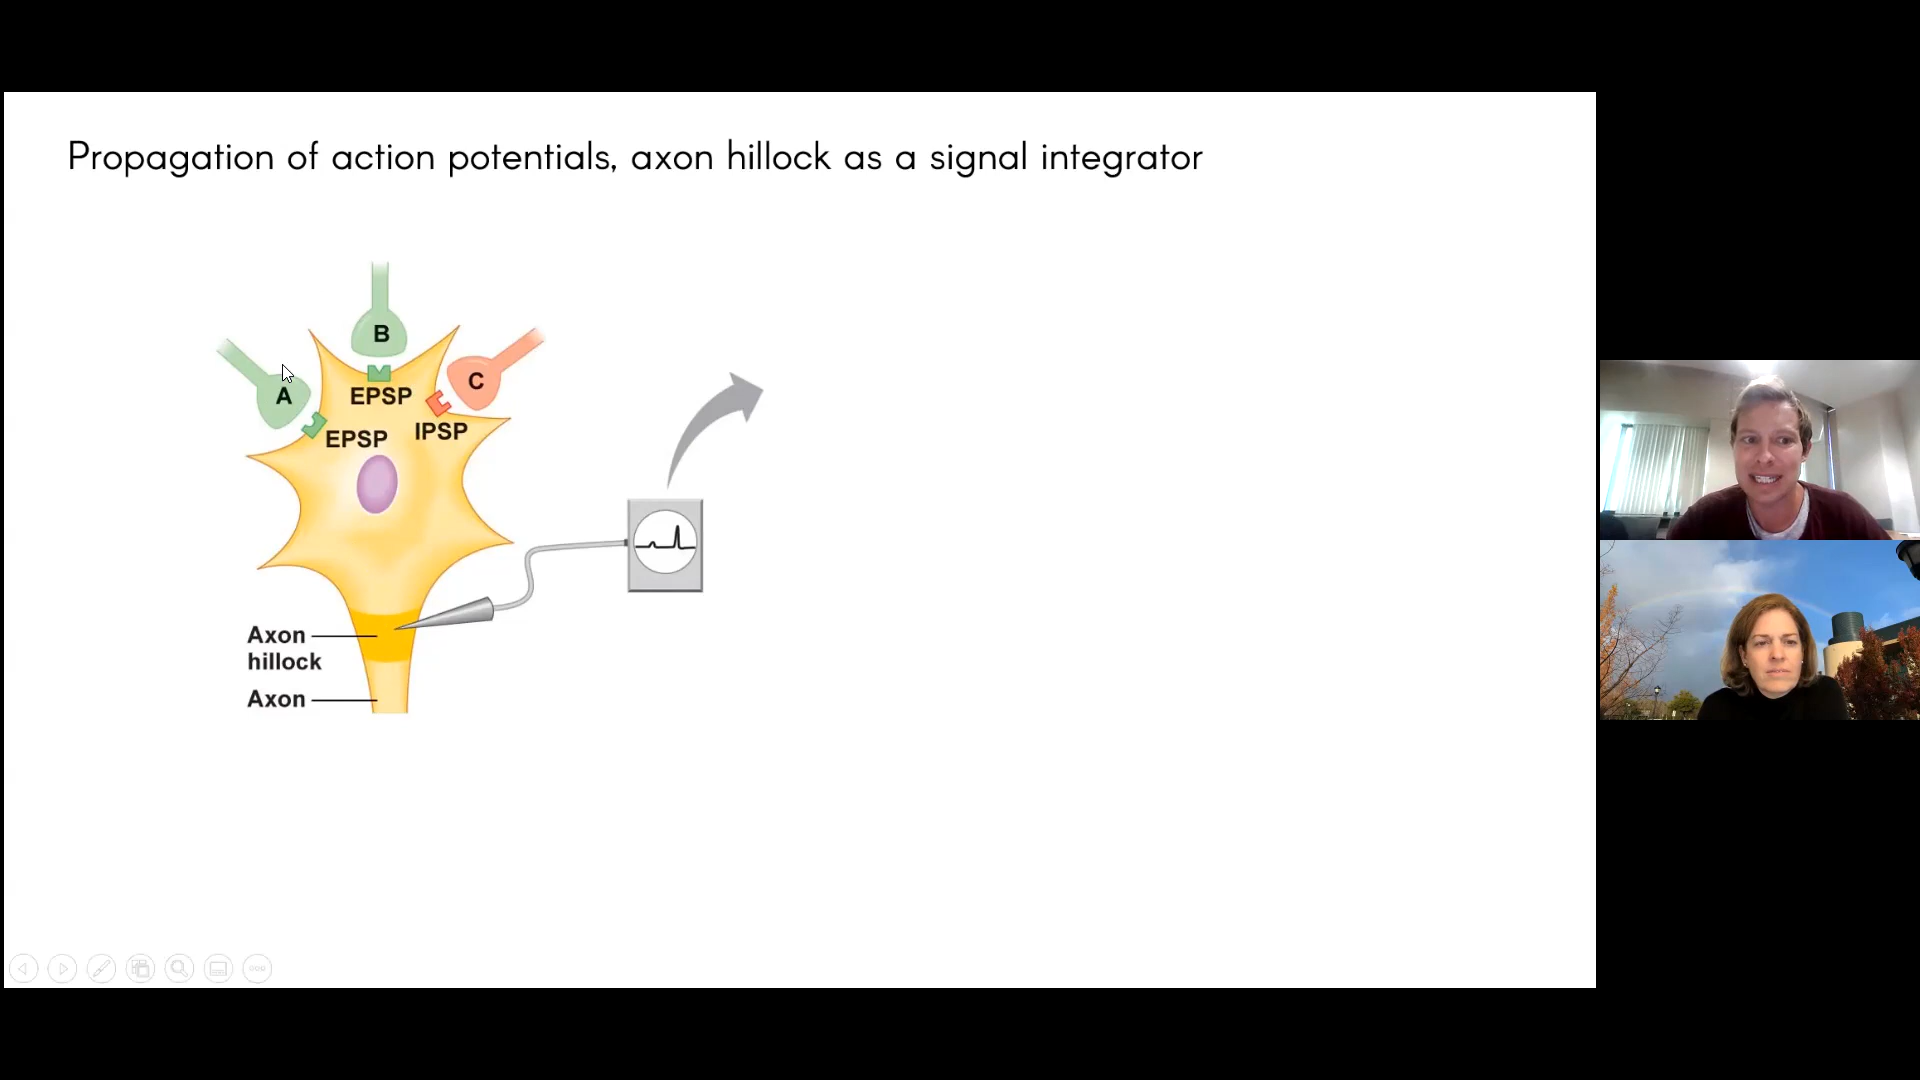 Propagation of action potentials, axon hillock as a signal integrator
B
A
C
EPSP
EPSP
IPSP
Axon
hillock
Axon